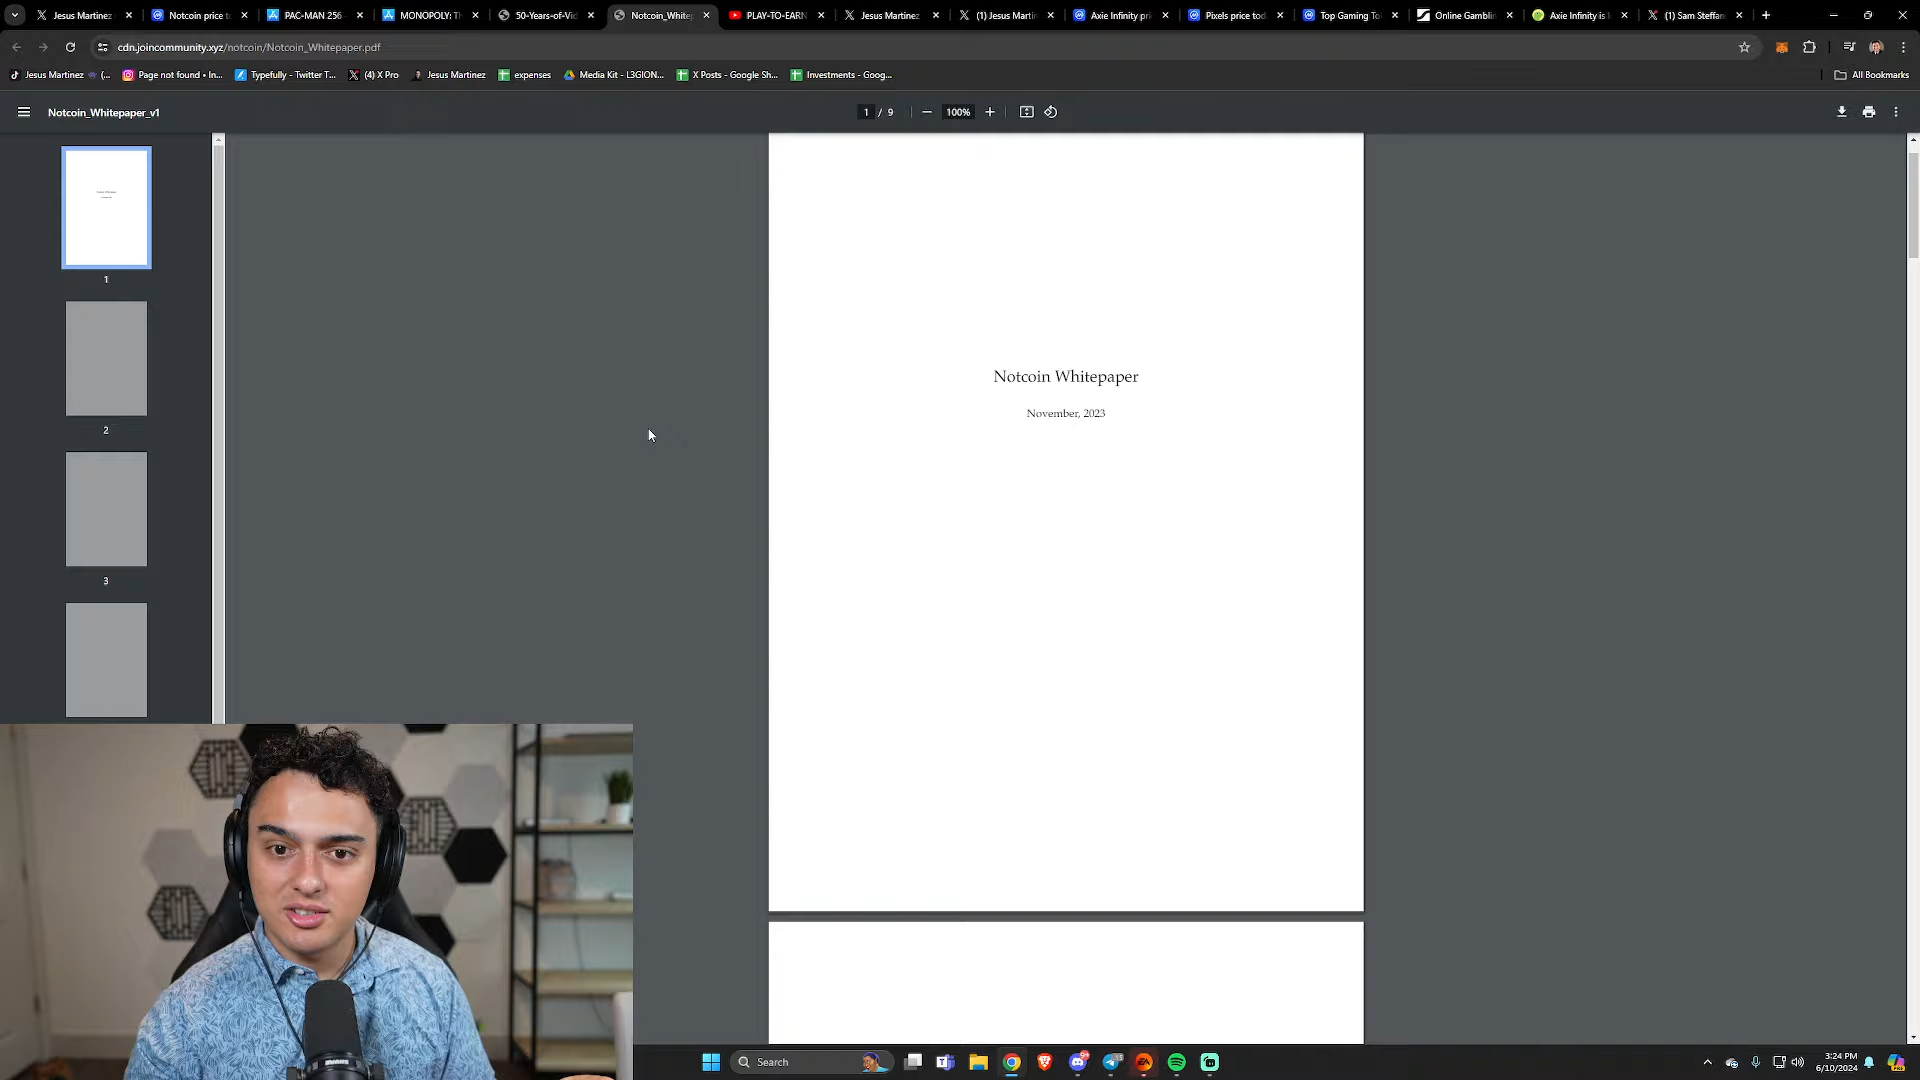 Jesus Martinez
Notcoin price t
PAC-MAN 256
MONOPOLY: T
50-Years-of-Vid
Notcoin_Whitep
PLAY-TO-EARN
Jesus Martinez
(1) Jesus Martin
Axie Infinity pri
Pixels price tod
Top Gaming To
Online Gamblin
Axie Infinity is
(1) Sam Steffan
cdn.joincommunity.xyz/notcoin/Notcoin_Whitepaper.pdf
Jesus Martinez (...
Page not found • In...
Typefully - Twitter T...
(4) X Pro
Jesus Martinez
expenses
Media Kit - L3GION...
X Posts - Google Sh...
Investments - Goog...
All Bookmarks
Notcoin_Whitepaper_v1
1 / 9
100%
1
2
3
Notcoin Whitepaper
November, 2023
Search
3:24 PM
6/10/2024